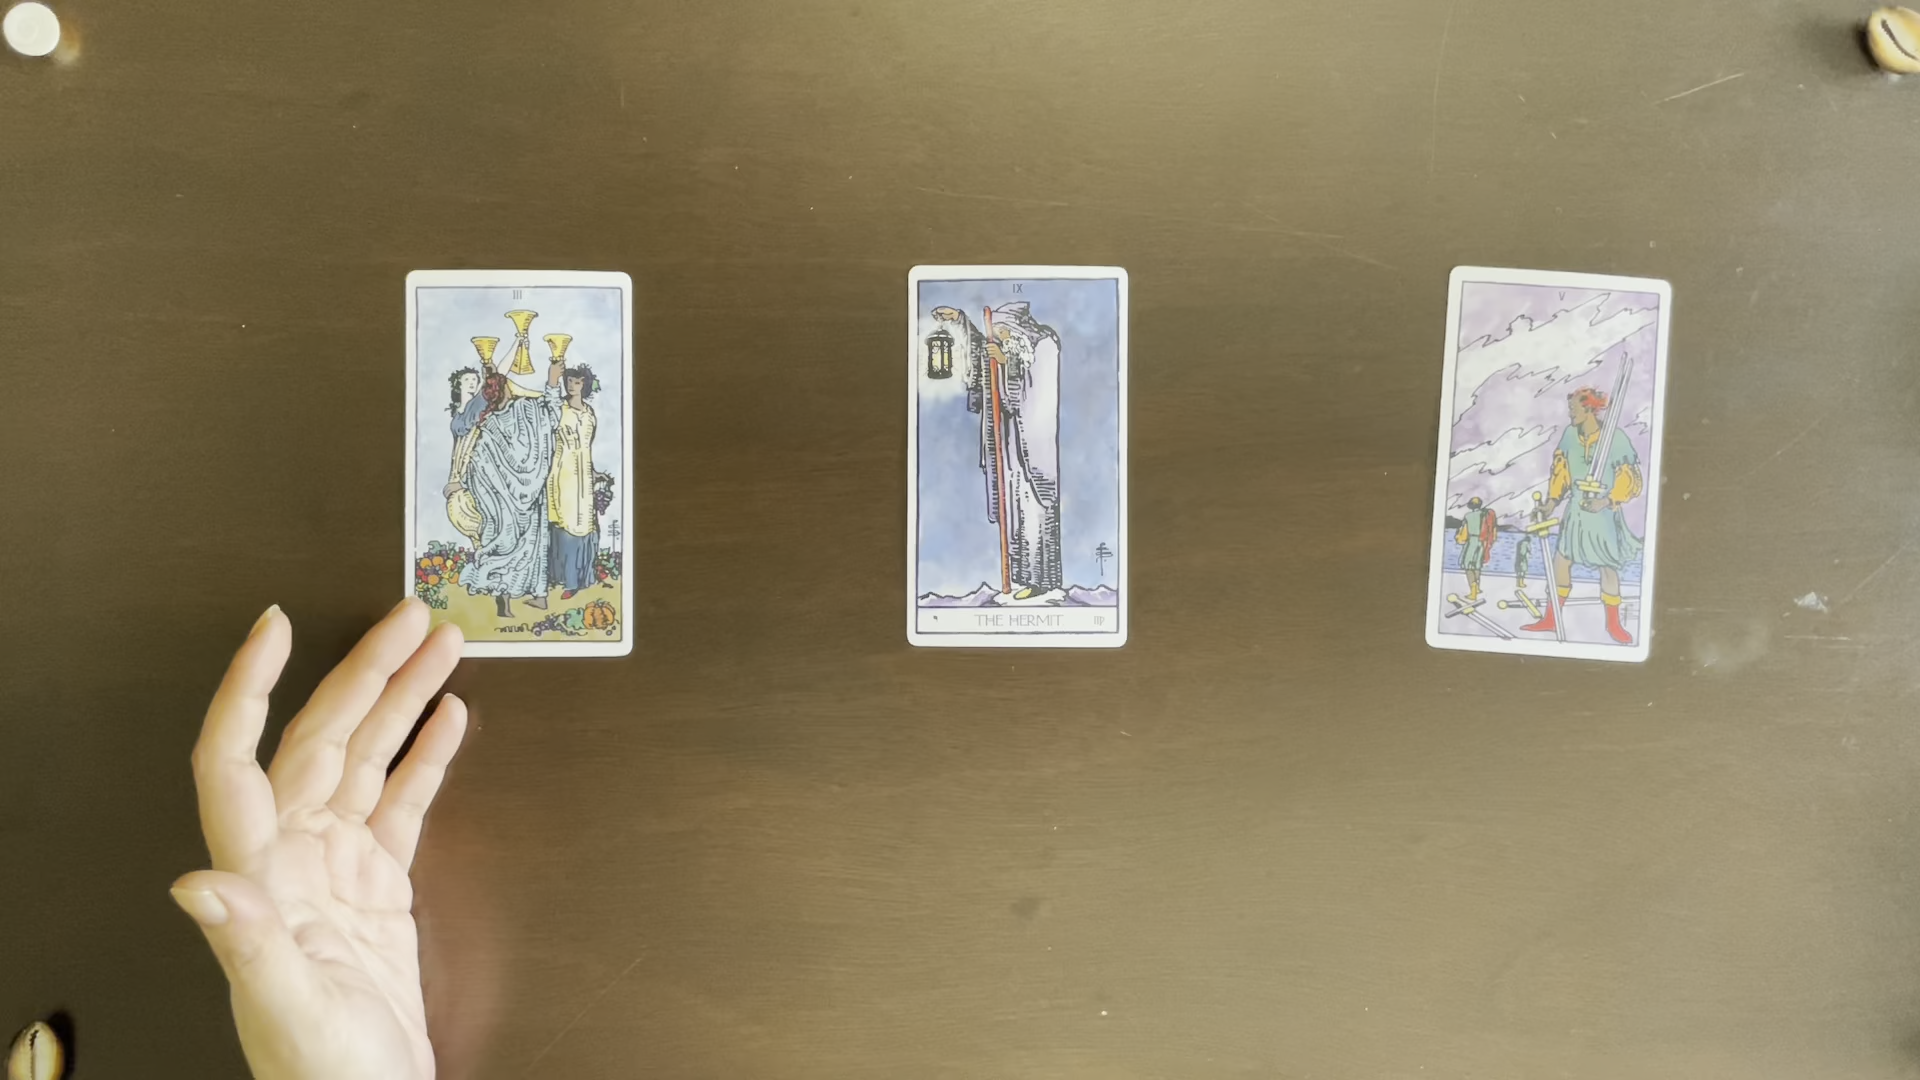 III
IX
V
THE HERMIT